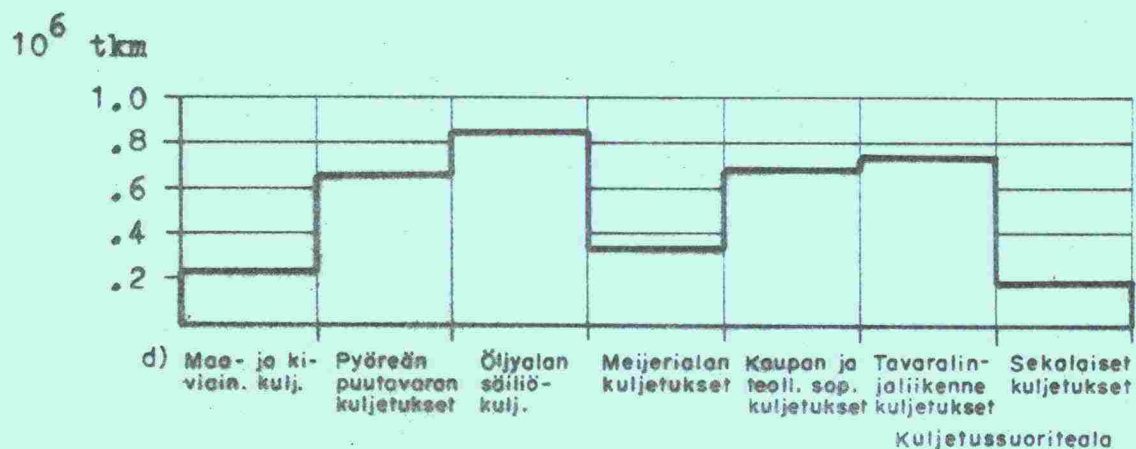 10⁶ tkm
1.0
.8
.6
.4
.2
d) Maa- ja ki-
viain. kulj.
Pyöreän
puutavaran
kuljetukset
Öljyalan
säiliö-
kulj.
Meijerialan
kuljetukset
Kaupan ja
teoll. sop.
kuljetukset
Tavaralin-
jaliikenne
kuljetukset
Sekalaiset
kuljetukset
Kuljetussuoriteala